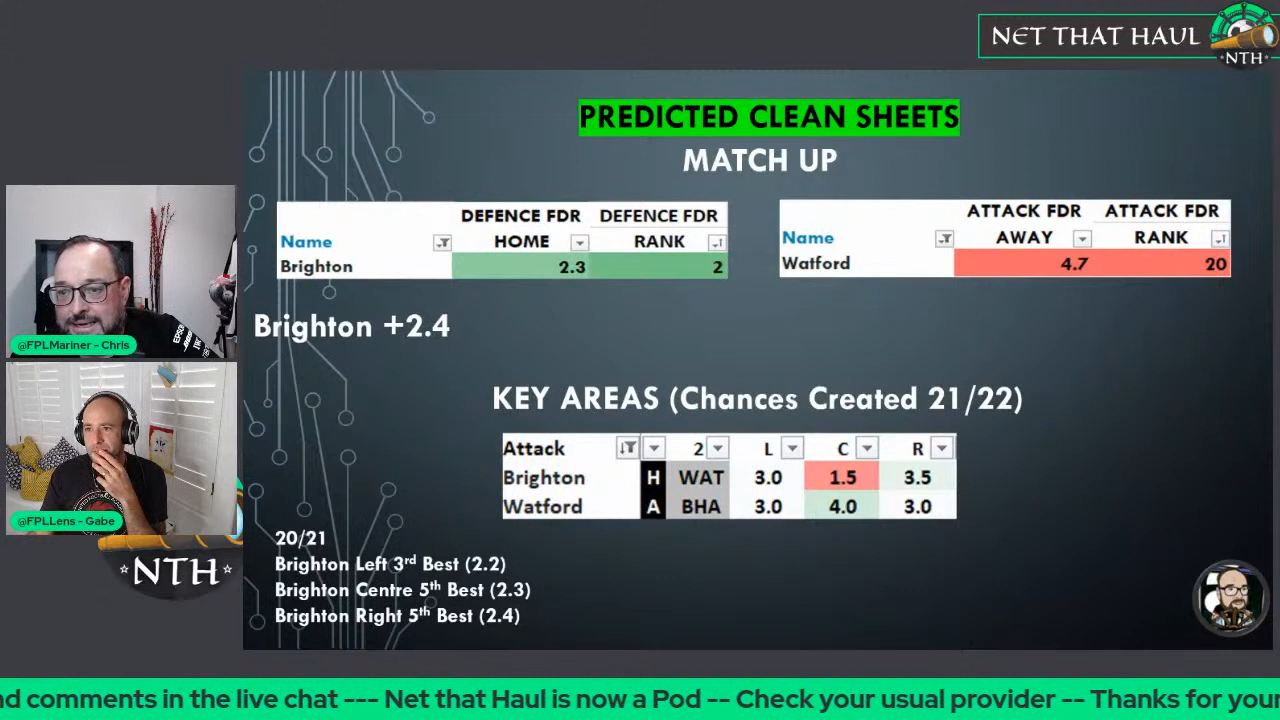 NET THAT HAUL
NTH
PREDICTED CLEAN SHEETS
MATCH UP
DEFENCE FDR DEFENCE FDR
Name HOME RANK
Brighton 2.3 2
ATTACK FDR ATTACK FDR
Name AWAY RANK
Watford 4.7 20
Brighton +2.4
@FPLMariner - Chris
KEY AREAS (Chances Created 21/22)
Attack 2 L C R
Brighton H WAT 3.0 1.5 3.5
Watford A BHA 3.0 4.0 3.0
@FPLLens - Gabe
NTH
20/21
Brighton Left 3rd Best (2.2)
Brighton Centre 5th Best (2.3)
Brighton Right 5th Best (2.4)
nd comments in the live chat --- Net that Haul is now a Pod -- Check your usual provider -- Thanks for your